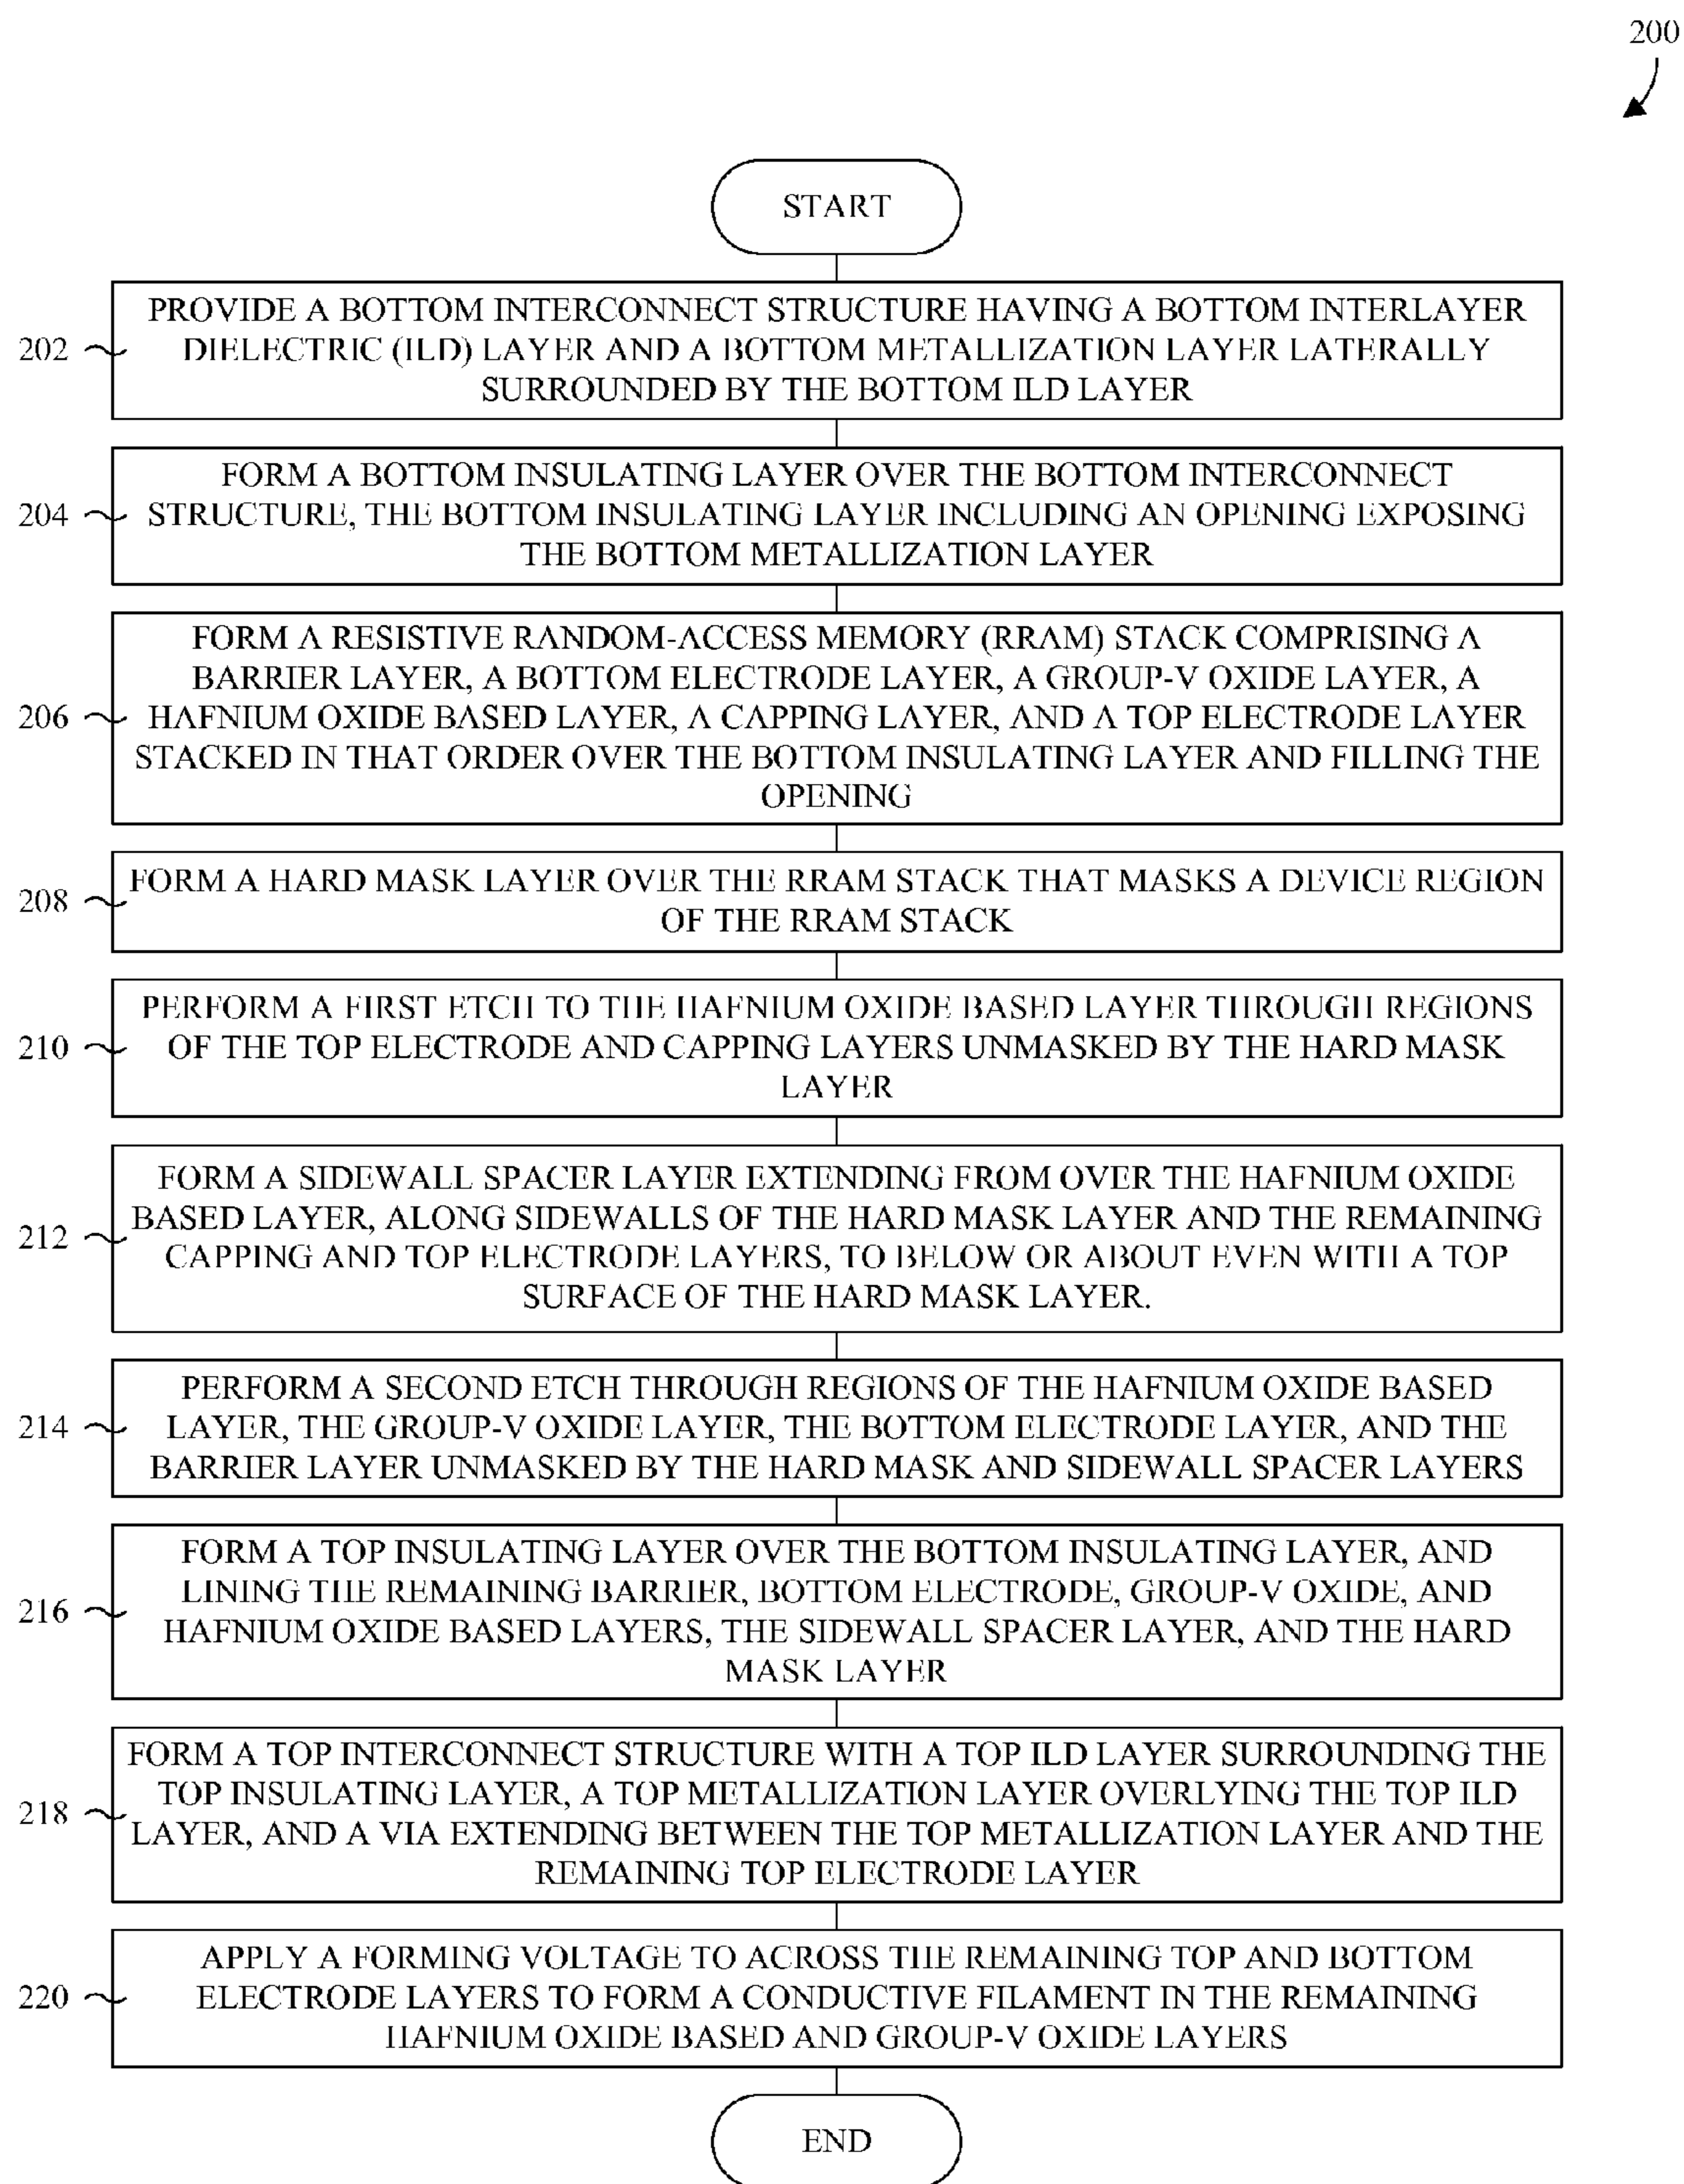 200
START
202
PROVIDE A BOTTOM INTERCONNECT STRUCTURE HAVING A BOTTOM INTERLAYER
DIELECTRIC (ILD) LAYER AND A BOTTOM METALLIZATION LAYER LATERALLY
SURROUNDED BY THE BOTTOM ILD LAYER
204
FORM A BOTTOM INSULATING LAYER OVER THE BOTTOM INTERCONNECT
STRUCTURE, THE BOTTOM INSULATING LAYER INCLUDING AN OPENING EXPOSING
THE BOTTOM METALLIZATION LAYER
206
FORM A RESISTIVE RANDOM-ACCESS MEMORY (RRAM) STACK COMPRISING A
BARRIER LAYER, A BOTTOM ELECTRODE LAYER, A GROUP-V OXIDE LAYER, A
HAFNIUM OXIDE BASED LAYER, A CAPPING LAYER, AND A TOP ELECTRODE LAYER
STACKED IN THAT ORDER OVER THE BOTTOM INSULATING LAYER AND FILLING THE
OPENING
208
FORM A HARD MASK LAYER OVER THE RRAM STACK THAT MASKS A DEVICE REGION
OF THE RRAM STACK
210
PERFORM A FIRST ETCH TO THE HAFNIUM OXIDE BASED LAYER THROUGH REGIONS
OF THE TOP ELECTRODE AND CAPPING LAYERS UNMASKED BY THE HARD MASK
LAYER
212
FORM A SIDEWALL SPACER LAYER EXTENDING FROM OVER THE HAFNIUM OXIDE
BASED LAYER, ALONG SIDEWALLS OF THE HARD MASK LAYER AND THE REMAINING
CAPPING AND TOP ELECTRODE LAYERS, TO BELOW OR ABOUT EVEN WITH A TOP
SURFACE OF THE HARD MASK LAYER.
214
PERFORM A SECOND ETCH THROUGH REGIONS OF THE HAFNIUM OXIDE BASED
LAYER, THE GROUP-V OXIDE LAYER, THE BOTTOM ELECTRODE LAYER, AND THE
BARRIER LAYER UNMASKED BY THE HARD MASK AND SIDEWALL SPACER LAYERS
216
FORM A TOP INSULATING LAYER OVER THE BOTTOM INSULATING LAYER, AND
LINING THE REMAINING BARRIER, BOTTOM ELECTRODE, GROUP-V OXIDE, AND
HAFNIUM OXIDE BASED LAYERS, THE SIDEWALL SPACER LAYER, AND THE HARD
MASK LAYER
218
FORM A TOP INTERCONNECT STRUCTURE WITH A TOP ILD LAYER SURROUNDING THE
TOP INSULATING LAYER, A TOP METALLIZATION LAYER OVERLYING THE TOP ILD
LAYER, AND A VIA EXTENDING BETWEEN THE TOP METALLIZATION LAYER AND THE
REMAINING TOP ELECTRODE LAYER
220
APPLY A FORMING VOLTAGE TO ACROSS THE REMAINING TOP AND BOTTOM
ELECTRODE LAYERS TO FORM A CONDUCTIVE FILAMENT IN THE REMAINING
HAFNIUM OXIDE BASED AND GROUP-V OXIDE LAYERS
END